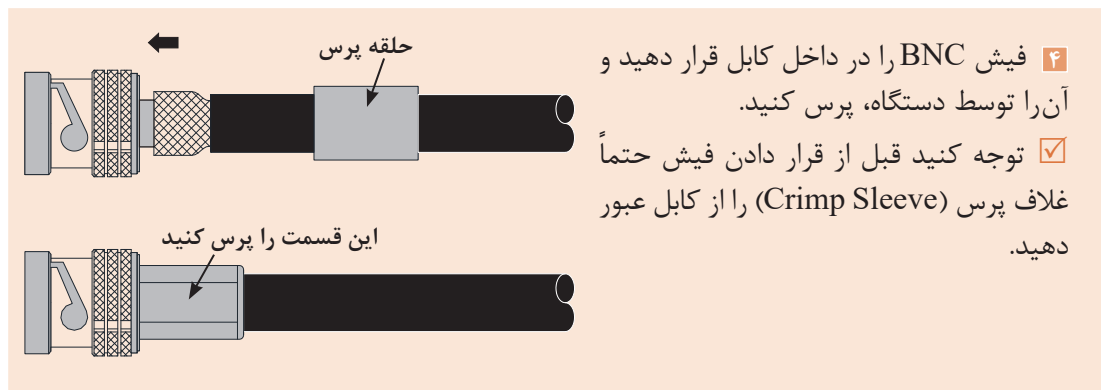 ۴ فیش BNC را در داخل کابل قرار دهید و
آن‌را توسط دستگاه، پرس کنید.
توجه کنید قبل از قرار دادن فیش حتماً
غلاف پرس (Crimp Sleeve) را از کابل عبور
دهید.
حلقه پرس
این قسمت را پرس کنید